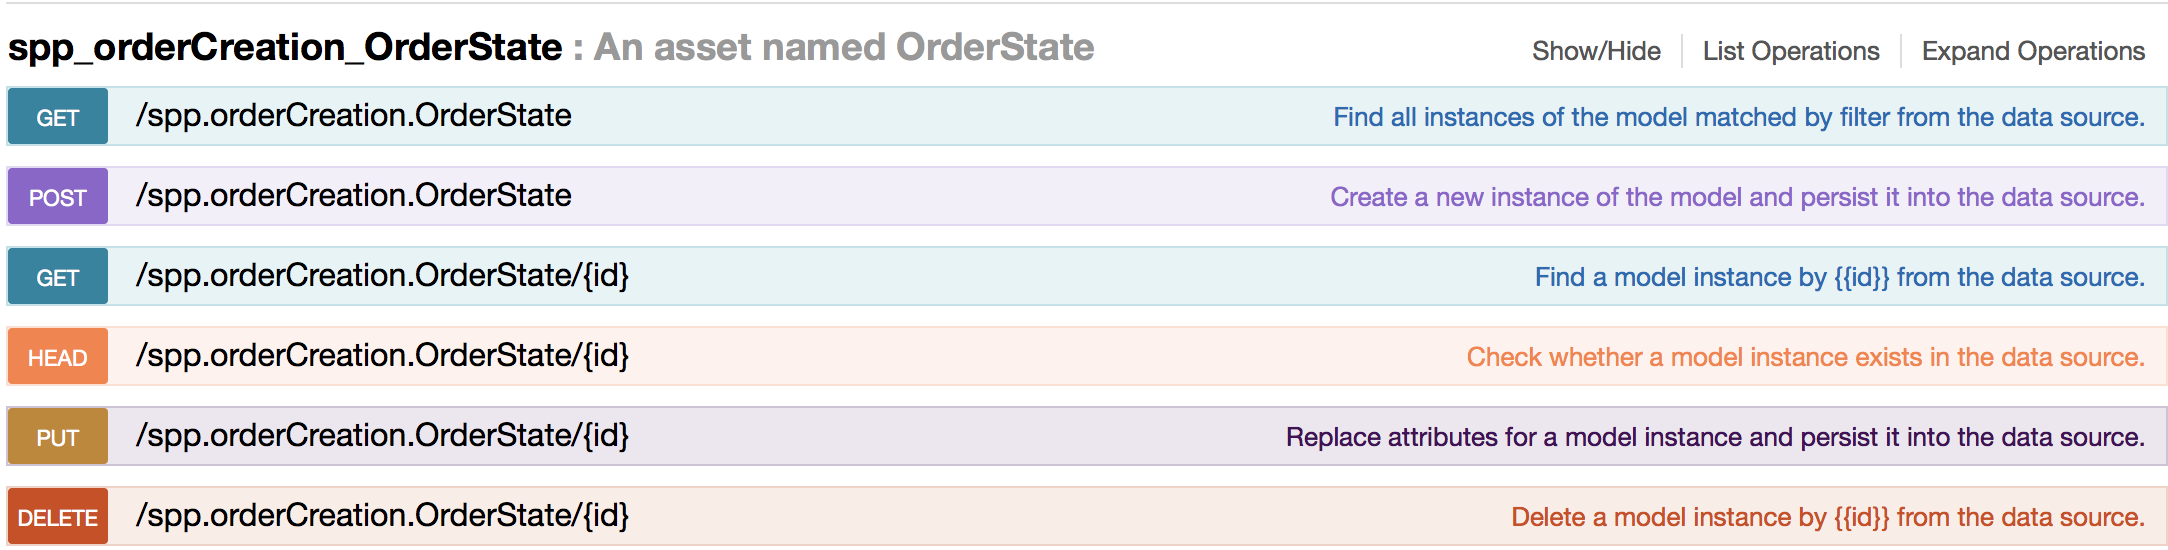 spp_orderCreation_OrderState : An asset named OrderState Show/Hide List Operations Expand Operations
GET /spp.orderCreation.OrderState Find all instances of the model matched by filter from the data source.
POST /spp.orderCreation.OrderState Create a new instance of the model and persist it into the data source.
GET /spp.orderCreation.OrderState/{id} Find a model instance by {{id}} from the data source.
HEAD /spp.orderCreation.OrderState/{id} Check whether a model instance exists in the data source.
PUT /spp.orderCreation.OrderState/{id} Replace attributes for a model instance and persist it into the data source.
DELETE /spp.orderCreation.OrderState/{id} Delete a model instance by {{id}} from the data source.